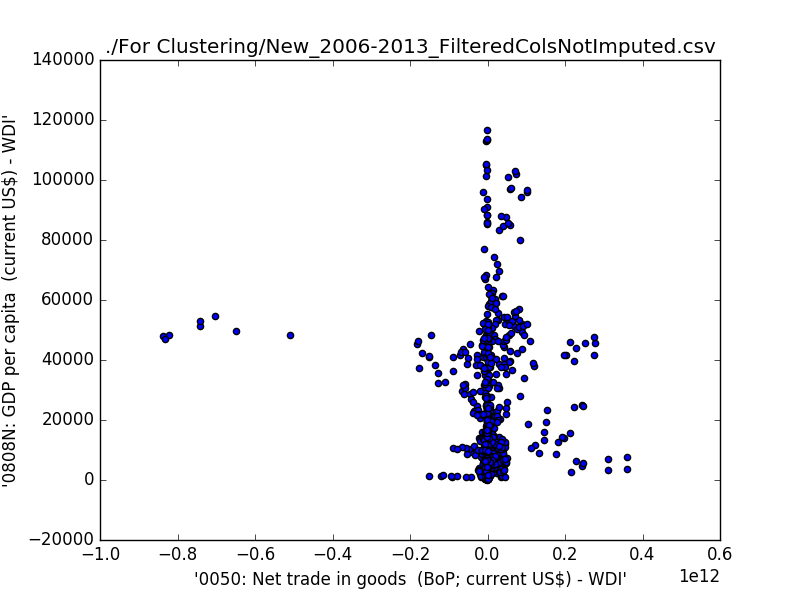 ./For Clustering/New_2006-2013_FilteredColsNotImputed.csv
140000
120000
100000
80000
60000
40000
20000
0
−20000
'0808N: GDP per capita  (current US$) - WDI'
−1.0 −0.8 −0.6 −0.4 −0.2 0.0 0.2 0.4 0.6
1e12
'0050: Net trade in goods  (BoP; current US$) - WDI'